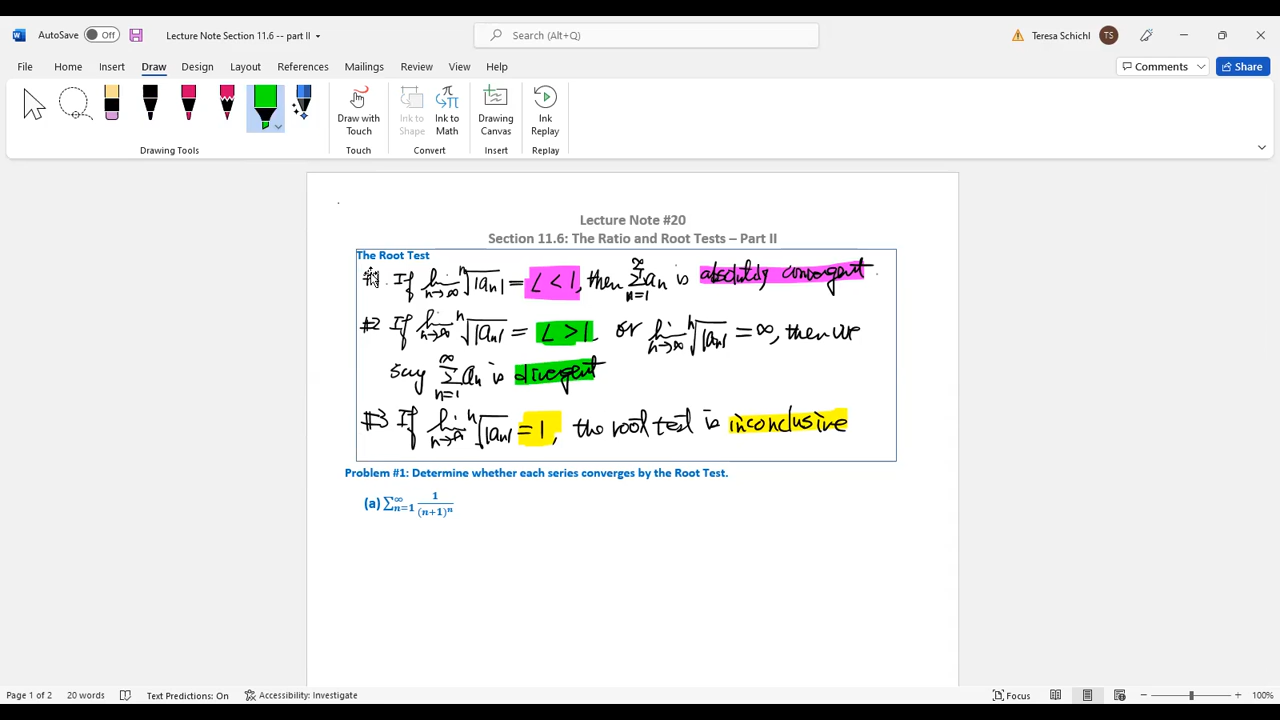 AutoSave Off Lecture Note Section 11.6 -- part II Search (Alt+Q) Teresa Schichl TS
File Home Insert Draw Design Layout References Mailings Review View Help Comments Share
Draw with Touch Ink to Shape Ink to Math Drawing Canvas Ink Replay
Drawing Tools Touch Convert Insert Replay
Lecture Note #20
Section 11.6: The Ratio and Root Tests – Part II
The Root Test
#1. If lim n→∞ ⁿ√|aₙ| = L < 1, then ∑ n=1 ∞ aₙ is absolutely convergent.
#2 If lim n→∞ ⁿ√|aₙ| = L > 1, or lim n→∞ ⁿ√|aₙ| = ∞, then we
say ∑ n=1 ∞ aₙ is divergent
#3 If lim n→∞ ⁿ√|aₙ| = 1, the root test is inconclusive
Problem #1: Determine whether each series converges by the Root Test.
(a) ∑ n=1 ∞ 1/(n+1)ⁿ
Page 1 of 2 20 words Text Predictions: On Accessibility: Investigate Focus 100%